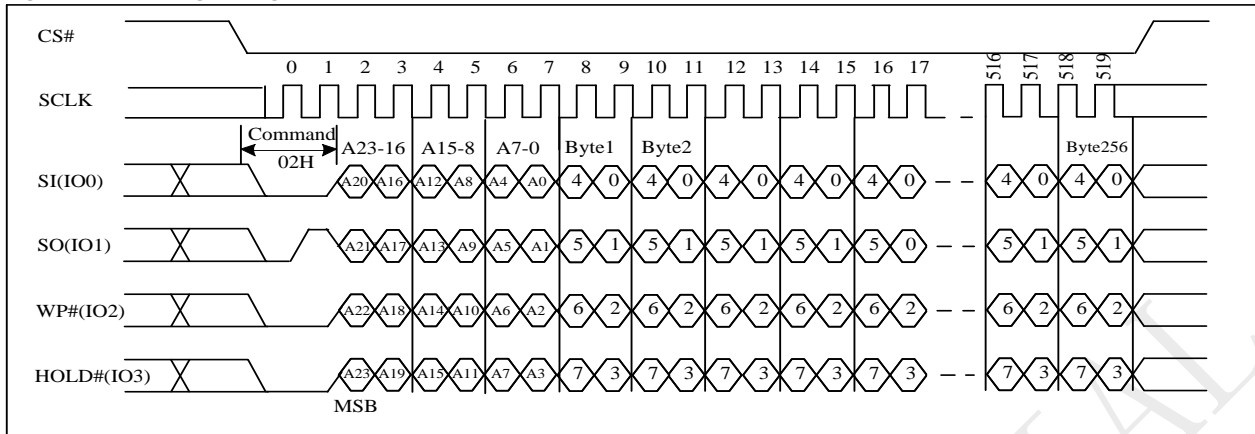 CS#
0 1 2 3 4 5 6 7 8 9 10 11 12 13 14 15 16 17 516 517 518 519
SCLK
Command
02H
A23-16 A15-8 A7-0 Byte1 Byte2 Byte256
SI(IO0) A20 A16 A12 A8 A4 A0 4 0 4 0 4 0 4 0 4 0 4 0 4 0
SO(IO1) A21 A17 A13 A9 A5 A1 5 1 5 1 5 1 5 1 5 0 5 1 5 1
WP#(IO2) A22 A18 A14 A10 A6 A2 6 2 6 2 6 2 6 2 6 2 6 2 6 2
HOLD#(IO3) A23 A19 A15 A11 A7 A3 7 3 7 3 7 3 7 3 7 3 7 3 7 3
MSB